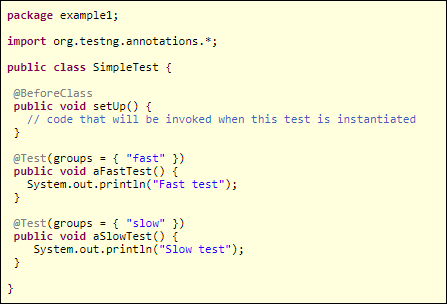 package example1;
import org.testng.annotations.*;
public class SimpleTest {
@BeforeClass
public void setUp() {
// code that will be invoked when this test is instantiated
}
@Test(groups = { "fast" })
public void aFastTest() {
System.out.println("Fast test");
}
@Test(groups = { "slow" })
public void aSlowTest() {
System.out.println("Slow test");
}
}